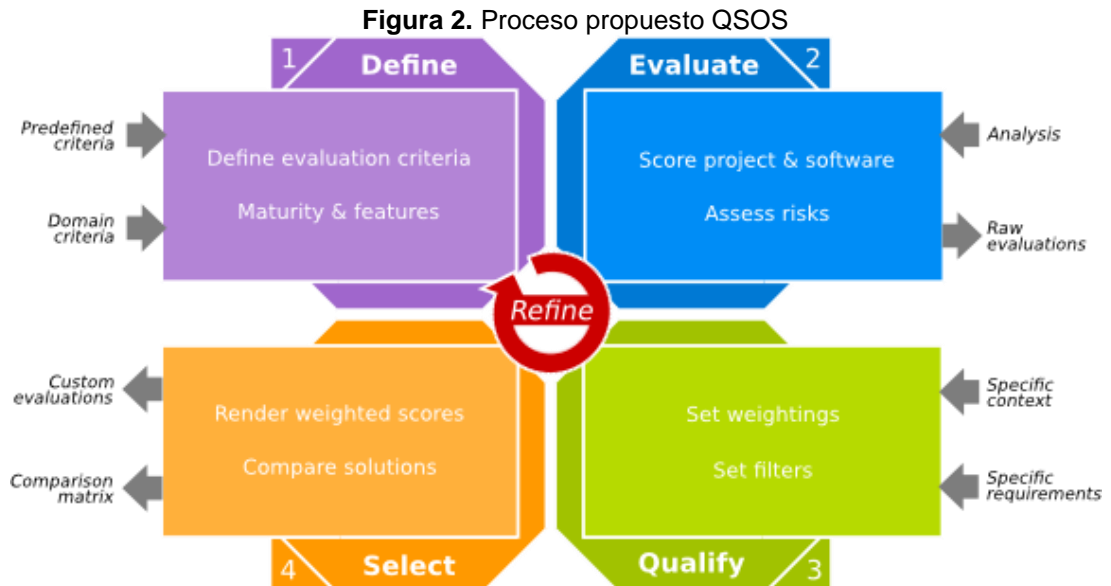 Figura 2. Proceso propuesto QSOS
1
Define
Predefined
criteria
Domain
criteria
Define evaluation criteria
Maturity & features
Evaluate
2
Score project & software
Assess risks
Analysis
Raw
evaluations
Refine
Custom
evaluations
Comparison
matrix
Render weighted scores
Compare solutions
4
Select
Set weightings
Set filters
Specific
context
Specific
requirements
Qualify
3